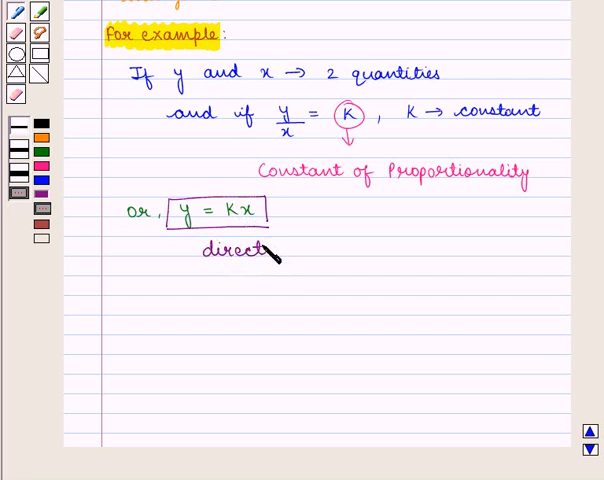 For example:
If y and x → 2 quantities
and if y/x = K, K → constant
Constant of Proportionality
or, y = Kx
direct